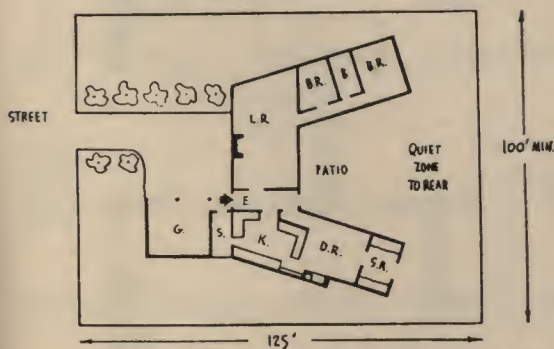 STREET
B.R.
B.
B.R.
L.R.
PATIO
QUIET
ZONE
TO REAR
100' MIN.
E.
G.
S.
K.
D.R.
S.R.
125'